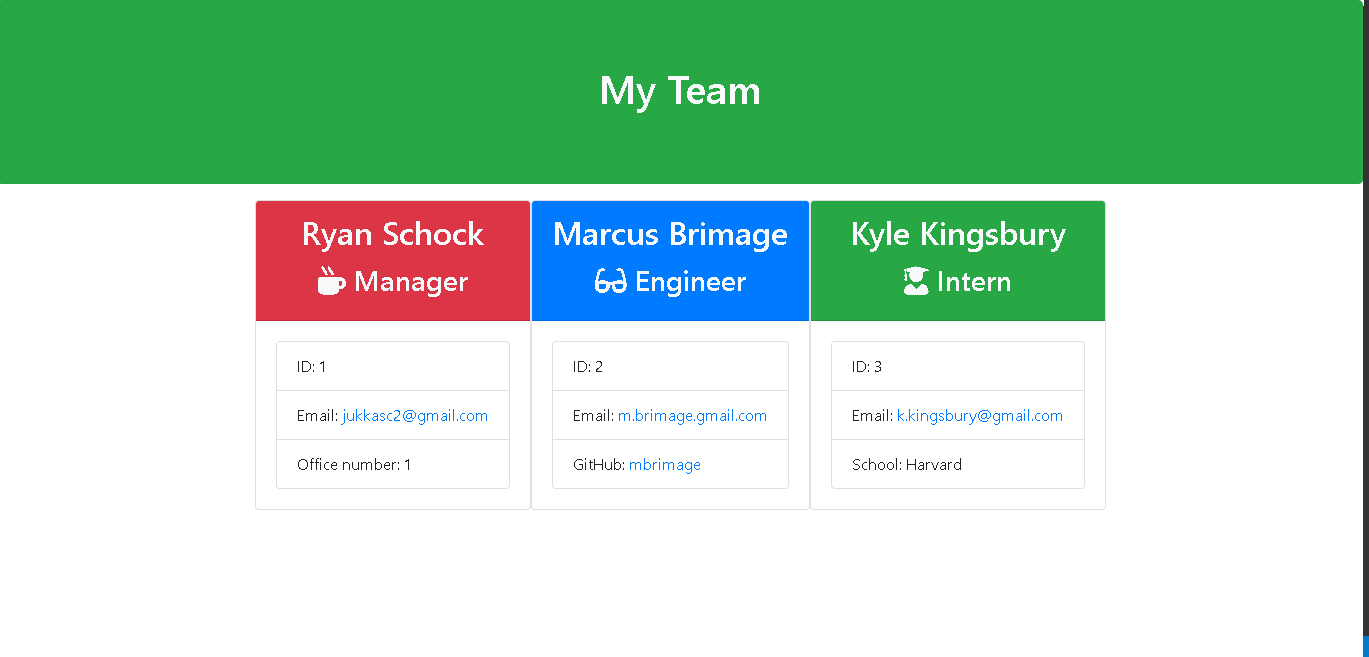 My Team
Ryan Schock
Manager
ID: 1
Email: jukkasc2@gmail.com
Office number: 1
Marcus Brimage
Engineer
ID: 2
Email: m.brimage.gmail.com
GitHub: mbrimage
Kyle Kingsbury
Intern
ID: 3
Email: k.kingsbury@gmail.com
School: Harvard